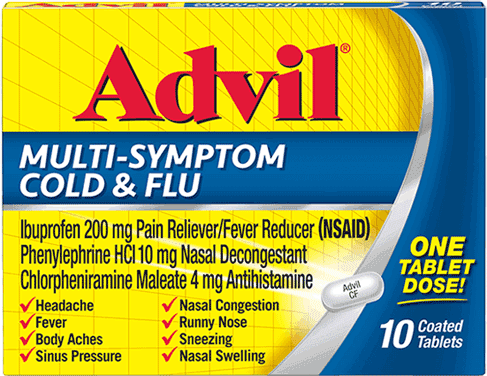 Advil®
MULTI-SYMPTOM
COLD & FLU
Ibuprofen 200 mg Pain Reliever/Fever Reducer (NSAID)
Phenylephrine HCl 10 mg Nasal Decongestant
Chlorpheniramine Maleate 4 mg Antihistamine
✓Headache
✓Fever
✓Body Aches
✓Sinus Pressure
✓Nasal Congestion
✓Runny Nose
✓Sneezing
✓Nasal Swelling
Advil
CF
ONE
TABLET
DOSE!
10 Coated
Tablets